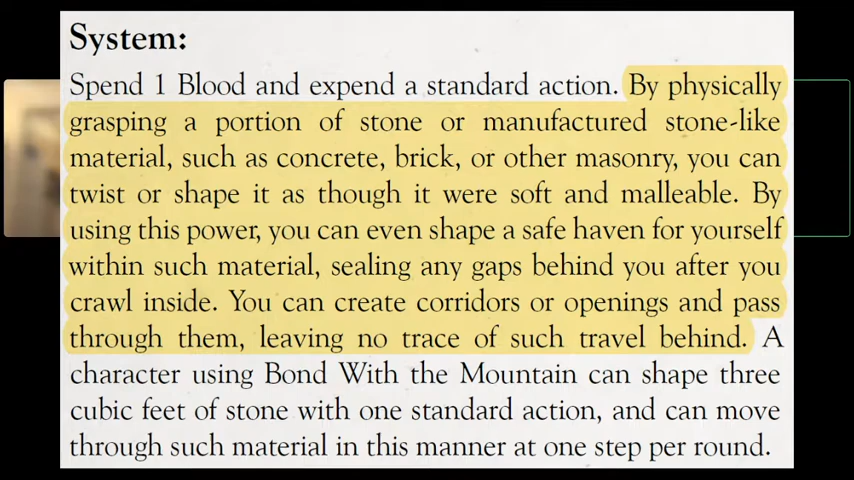 System:
Spend 1 Blood and expend a standard action. By physically
grasping a portion of stone or manufactured stone-like
material, such as concrete, brick, or other masonry, you can
twist or shape it as though it were soft and malleable. By
using this power, you can even shape a safe haven for yourself
within such material, sealing any gaps behind you after you
crawl inside. You can create corridors or openings and pass
through them, leaving no trace of such travel behind. A
character using Bond With the Mountain can shape three
cubic feet of stone with one standard action, and can move
through such material in this manner at one step per round.